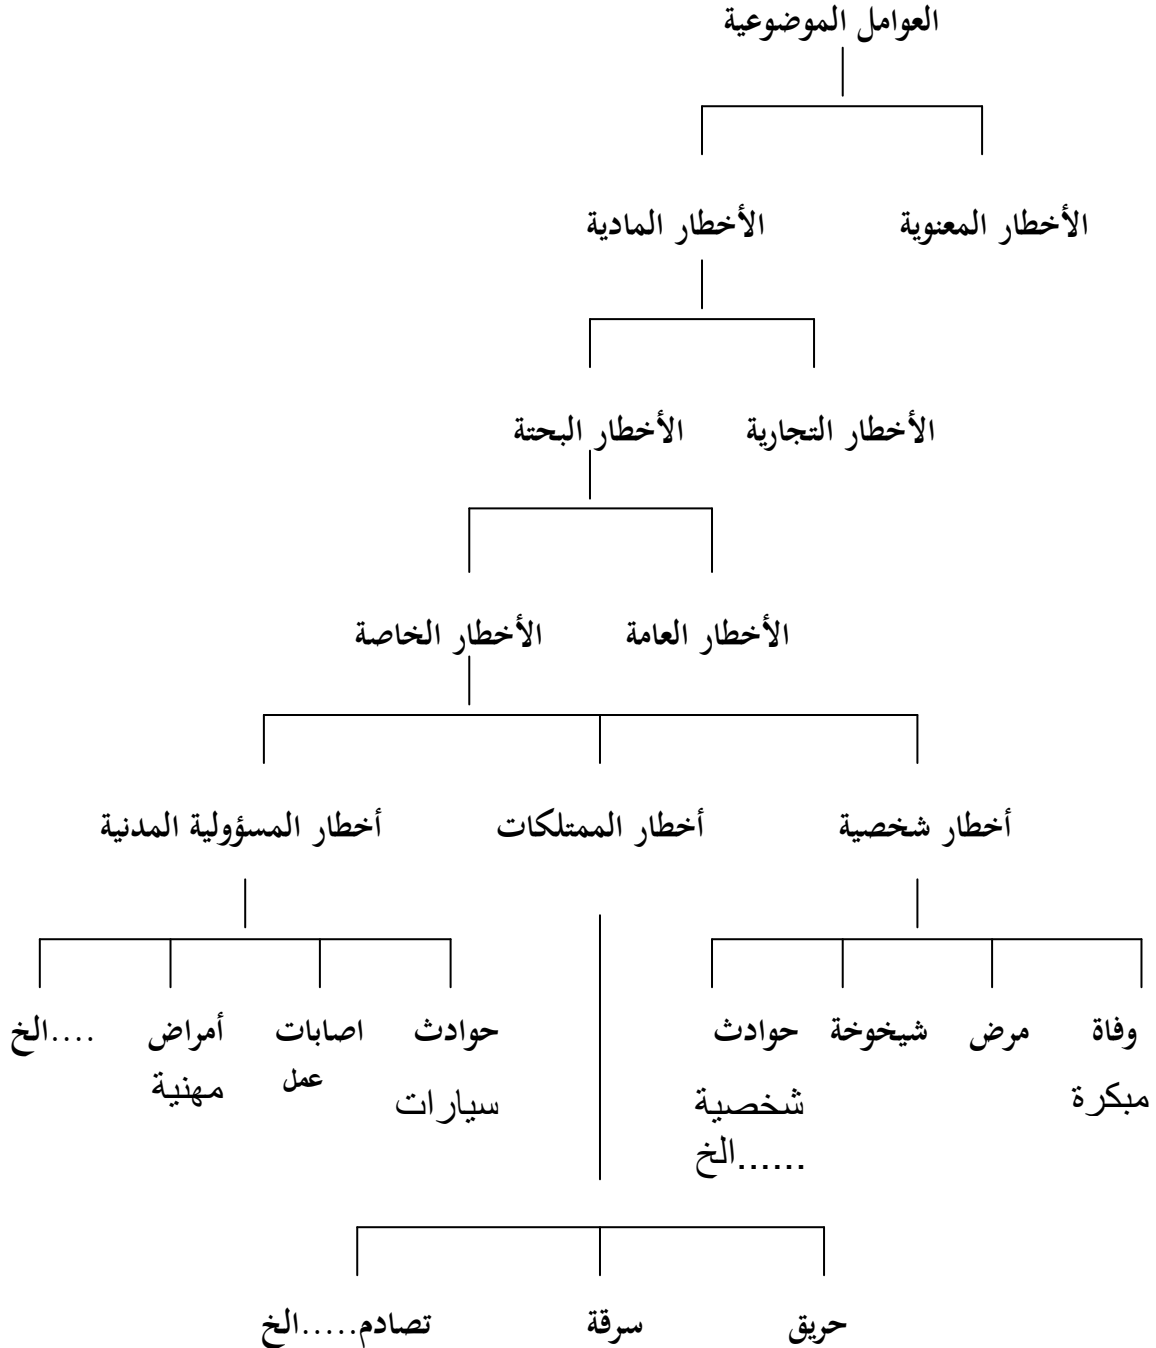 العوامل الموضوعية
الأخطار المعنوية الأخطار المادية
الأخطار التجارية الأخطار البحتة
الأخطار العامة الأخطار الخاصة
أخطار شخصية أخطار الممتلكات أخطار المسؤولية المدنية
وفاة مرض شيخوخة حوادث حوادث اصابات أمراض ....الخ
مبكرة شخصية سيارات عمل مهنية
......الخ
حريق سرقة تصادم.....الخ